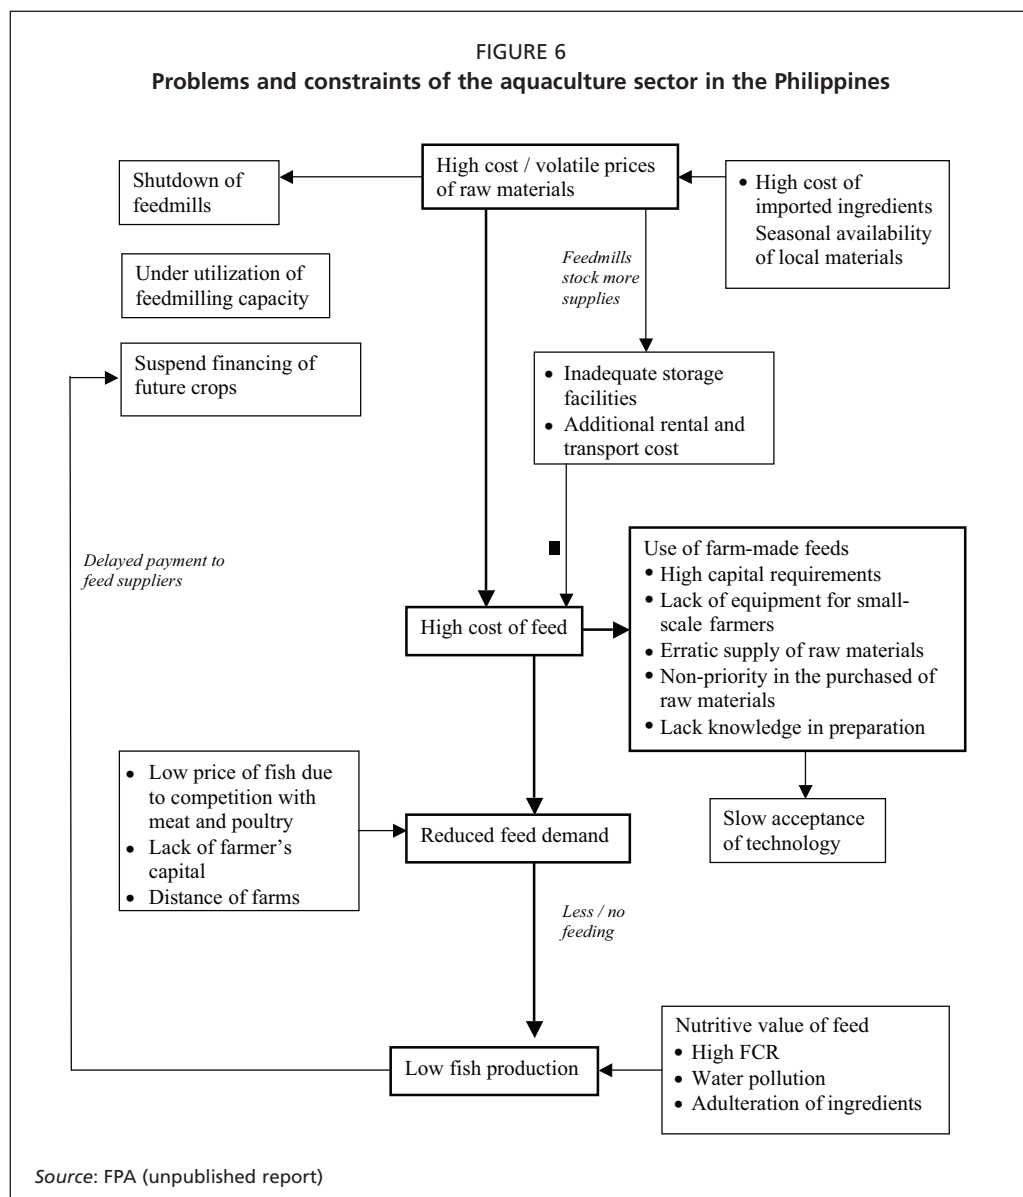 FIGURE 6
Problems and constraints of the aquaculture sector in the Philippines
Shutdown of
feedmills
High cost / volatile prices
of raw materials
• High cost of
imported ingredients
Seasonal availability
of local materials
Under utilization of
feedmilling capacity
Feedmills
stock more
supplies
Suspend financing of
future crops
• Inadequate storage
facilities
• Additional rental and
transport cost
Delayed payment to
feed suppliers
Use of farm-made feeds
• High capital requirements
• Lack of equipment for small-
scale farmers
• Erratic supply of raw materials
• Non-priority in the purchased of
raw materials
• Lack knowledge in preparation
High cost of feed
• Low price of fish due
to competition with
meat and poultry
• Lack of farmer's
capital
• Distance of farms
Reduced feed demand
Slow acceptance
of technology
Less / no
feeding
Nutritive value of feed
• High FCR
• Water pollution
• Adulteration of ingredients
Low fish production
Source: FPA (unpublished report)